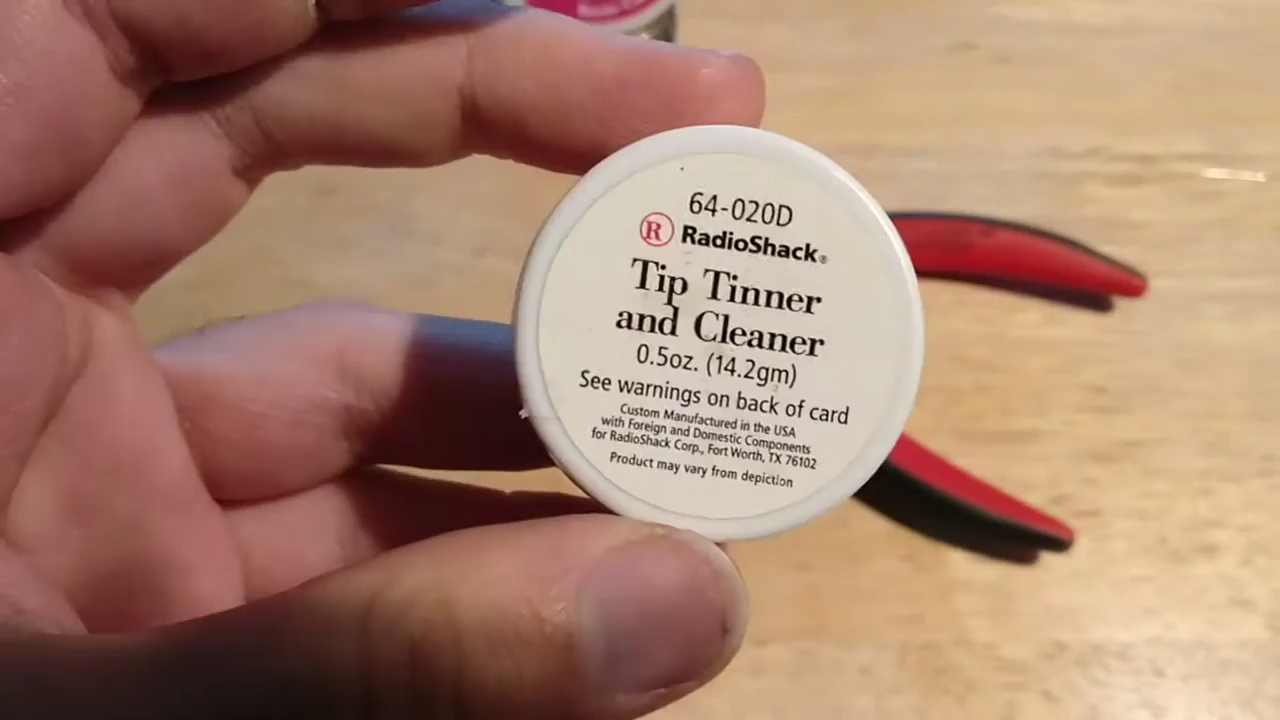 64-020D
R RadioShack®
Tip Tinner
and Cleaner
0.5oz. (14.2gm)
See warnings on back of card
Custom Manufactured in the USA
with Foreign and Domestic Components
for RadioShack Corp., Fort Worth, TX 76102
Product may vary from depiction